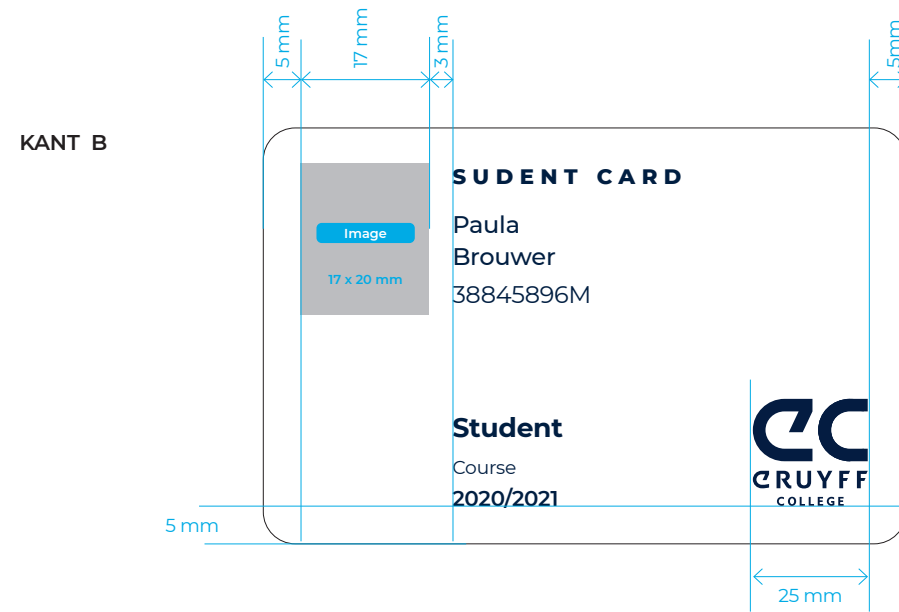 5 mm
17 mm
3 mm
5mm
KANT B
SUDENT CARD
Image
17 x 20 mm
Paula
Brouwer
38845896M
Student
Course
2020/2021
CC
CRUYFF
COLLEGE
5 mm
25 mm